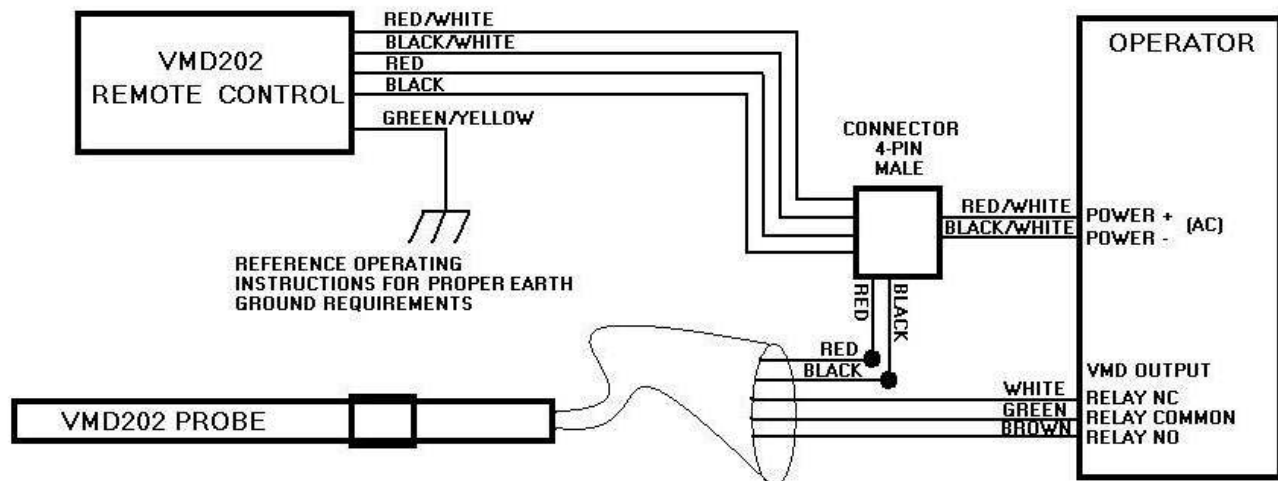 RED/WHITE
BLACK/WHITE
RED
BLACK
GREEN/YELLOW
VMD202
REMOTE CONTROL
OPERATOR
CONNECTOR
4-PIN
MALE
RED/WHITE
BLACK/WHITE
POWER + (AC)
POWER -
REFERENCE OPERATING
INSTRUCTIONS FOR PROPER EARTH
GROUND REQUIREMENTS
RED
BLACK
RED
BLACK
VMD202 PROBE
VMD OUTPUT
WHITE
RELAY NC
GREEN
RELAY COMMON
BROWN
RELAY NO